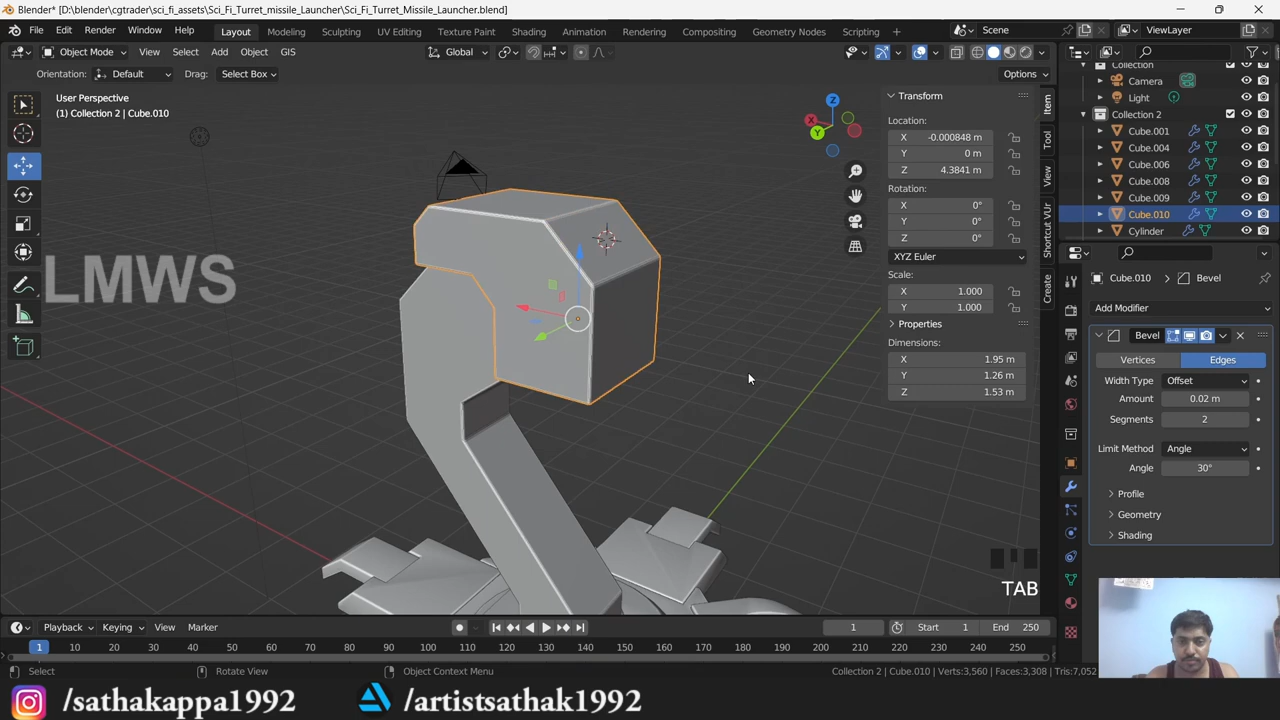 Blender* [D:\blender\cgtrader\sci_fi_assets\Sci_Fi_Turret_missile_Launcher\Sci_Fi_Turret_Missile_Launcher.blend]
File Edit Render Window Help Layout Modeling Sculpting UV Editing Texture Paint Shading Animation Rendering Compositing Geometry Nodes Scripting + Scene ViewLayer
Object Mode View Select Add Object GIS Global
Orientation: Default Drag: Select Box Options
User Perspective
(1) Collection 2 | Cube.010
Transform
Location:
X -0.000848 m
Y 0 m
Z 4.3841 m
Rotation:
X 0°
Y 0°
Z 0°
XYZ Euler
Scale:
X 1.000
Y 1.000
Properties
Dimensions:
X 1.95 m
Y 1.26 m
Z 1.53 m
Item
Tool
View
Shortcut VUr
Create
Collection
Camera
Light
Collection 2
Cube.001
Cube.004
Cube.006
Cube.008
Cube.009
Cube.010
Cylinder
Cube.010 > Bevel
Add Modifier
Bevel
Vertices Edges
Width Type Offset
Amount 0.02 m
Segments 2
Limit Method Angle
Angle 30°
Profile
Geometry
Shading
X
Y
Z
LMWS
TAB
Playback Keying View Marker 1 Start 1 End 250
1 10 20 30 40 50 60 70 80 90 100 110 120 130 140 150 160 170 180 190 200 210 220 230 240 250
Select Rotate View Object Context Menu Collection 2 | Cube.010 | Verts:3,560 | Faces:3,308 | Tris:7,052
/sathakappa1992 /artistsathak1992